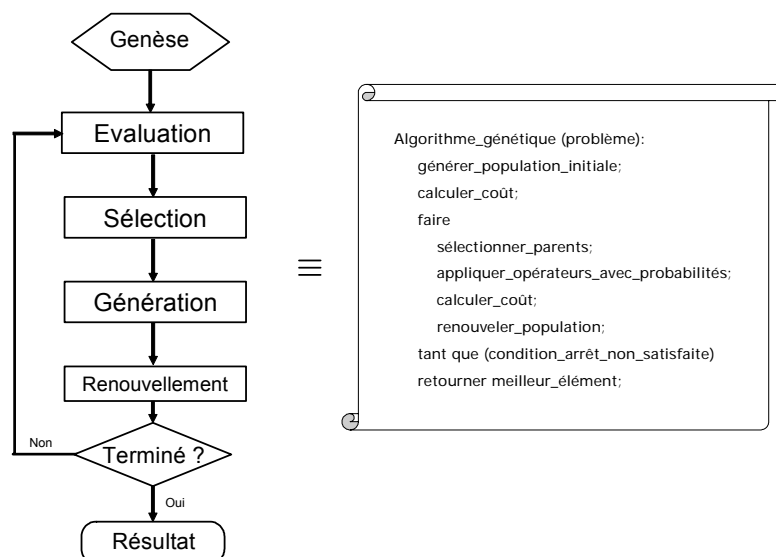 Genèse
Evaluation
Sélection
Génération
Renouvellement
Non
Terminé ?
Oui
Résultat
≡
Algorithme_génétique (problème):
générer_population_initiale;
calculer_coût;
faire
sélectionner_parents;
appliquer_opérateurs_avec_probabilités;
calculer_coût;
renouveler_population;
tant que (condition_arrêt_non_satisfaite)
retourner meilleur_élément;